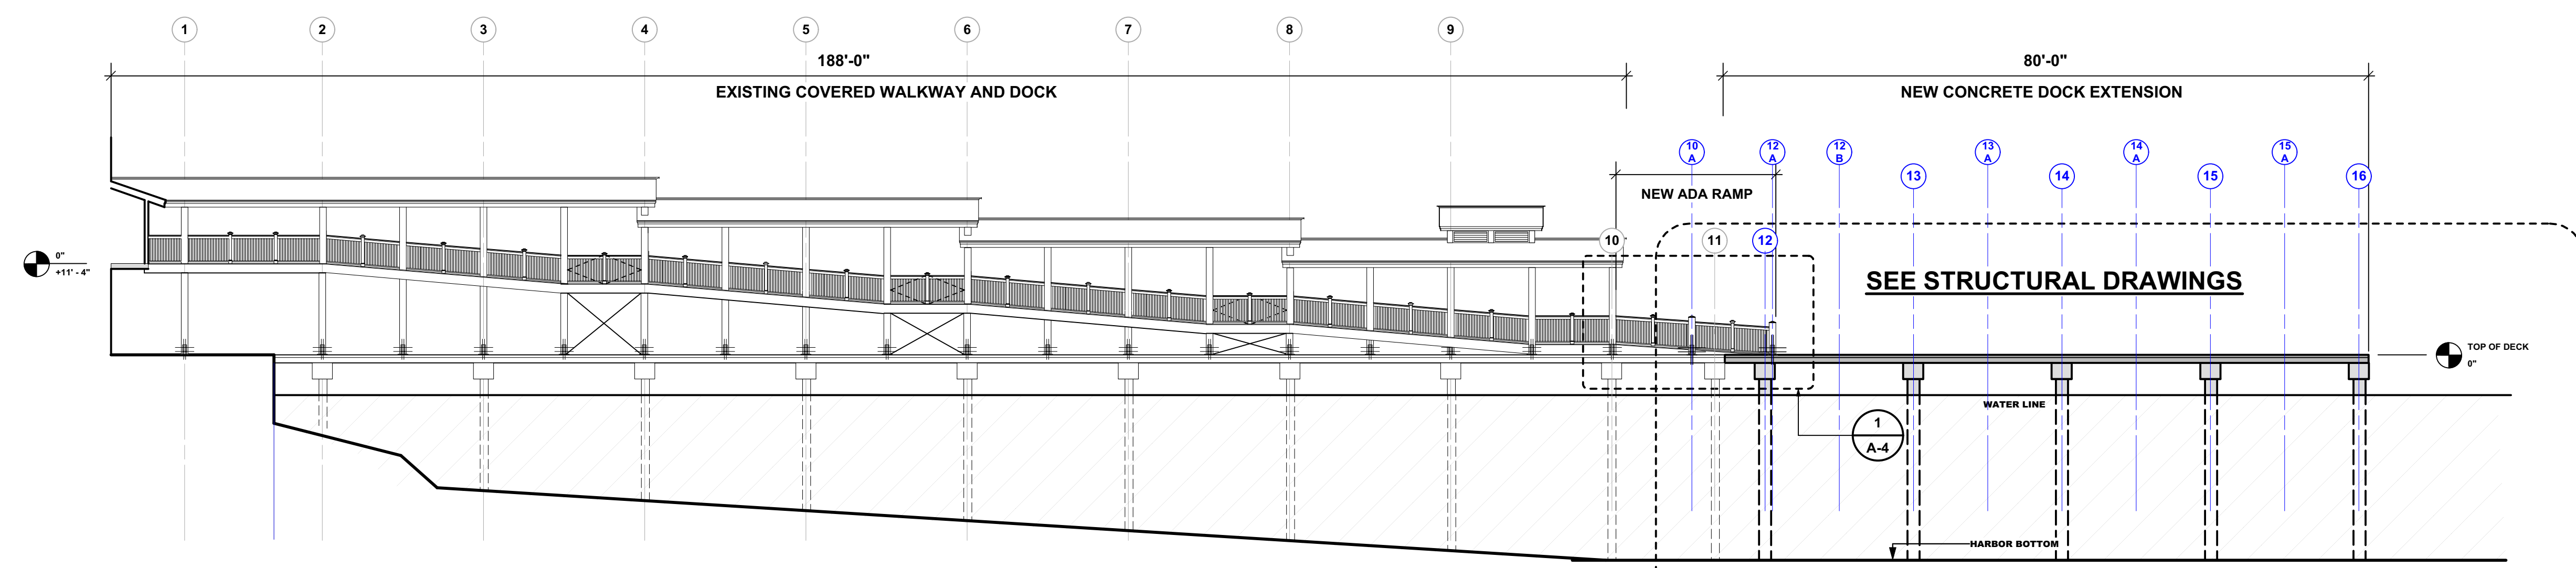 1 2 3 4 5 6 7 8 9
188'-0"
80'-0"
EXISTING COVERED WALKWAY AND DOCK
NEW CONCRETE DOCK EXTENSION
10
A
12
A
12
B
13
13
A
14
14
A
15
15
A
16
NEW ADA RAMP
10 11 12
0"
+11' - 4"
SEE STRUCTURAL DRAWINGS
TOP OF DECK
0"
WATER LINE
1
A-4
HARBOR BOTTOM